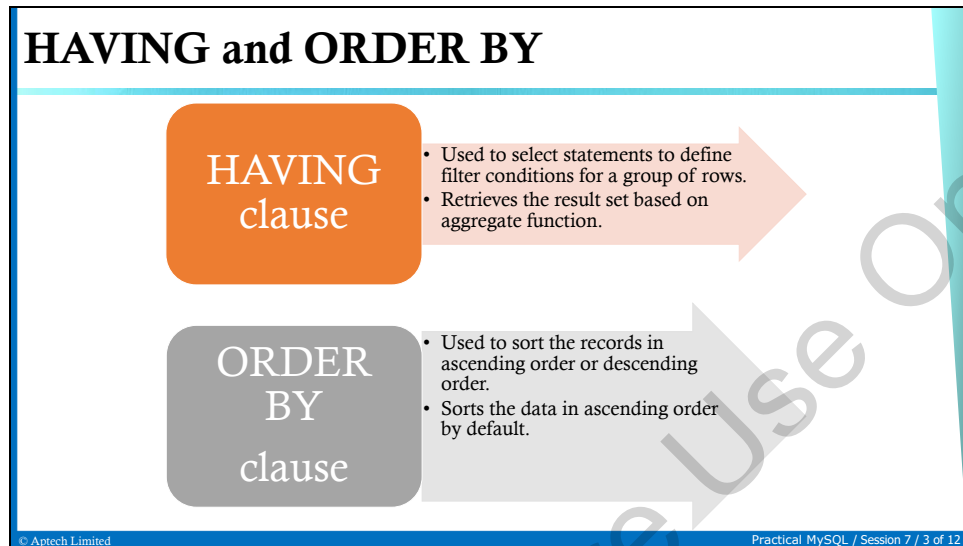 HAVING and ORDER BY
HAVING
clause
• Used to select statements to define
filter conditions for a group of rows.
• Retrieves the result set based on
aggregate function.
ORDER
BY
clause
• Used to sort the records in
ascending order or descending
order.
• Sorts the data in ascending order
by default.
Use
© Aptech Limited
Practical MySQL / Session 7 / 3 of 12